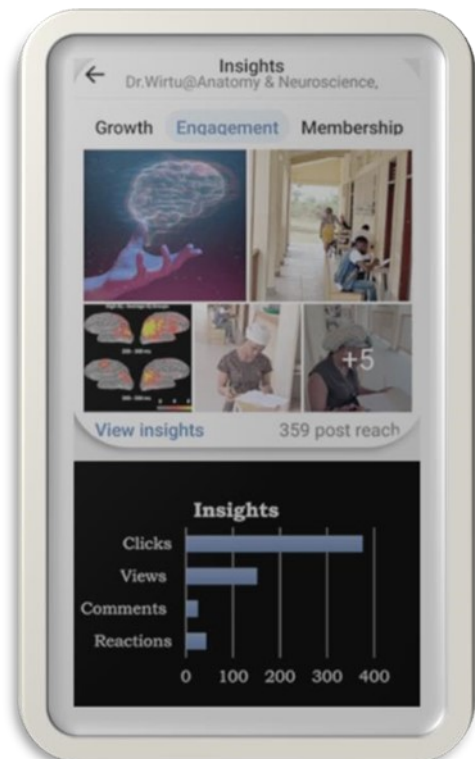 Insights
Dr.Wirtu@Anatomy & Neuroscience,
Growth Engagement Membership
+5
View insights 359 post reach
Insights
Clicks
Views
Comments
Reactions
0 100 200 300 400